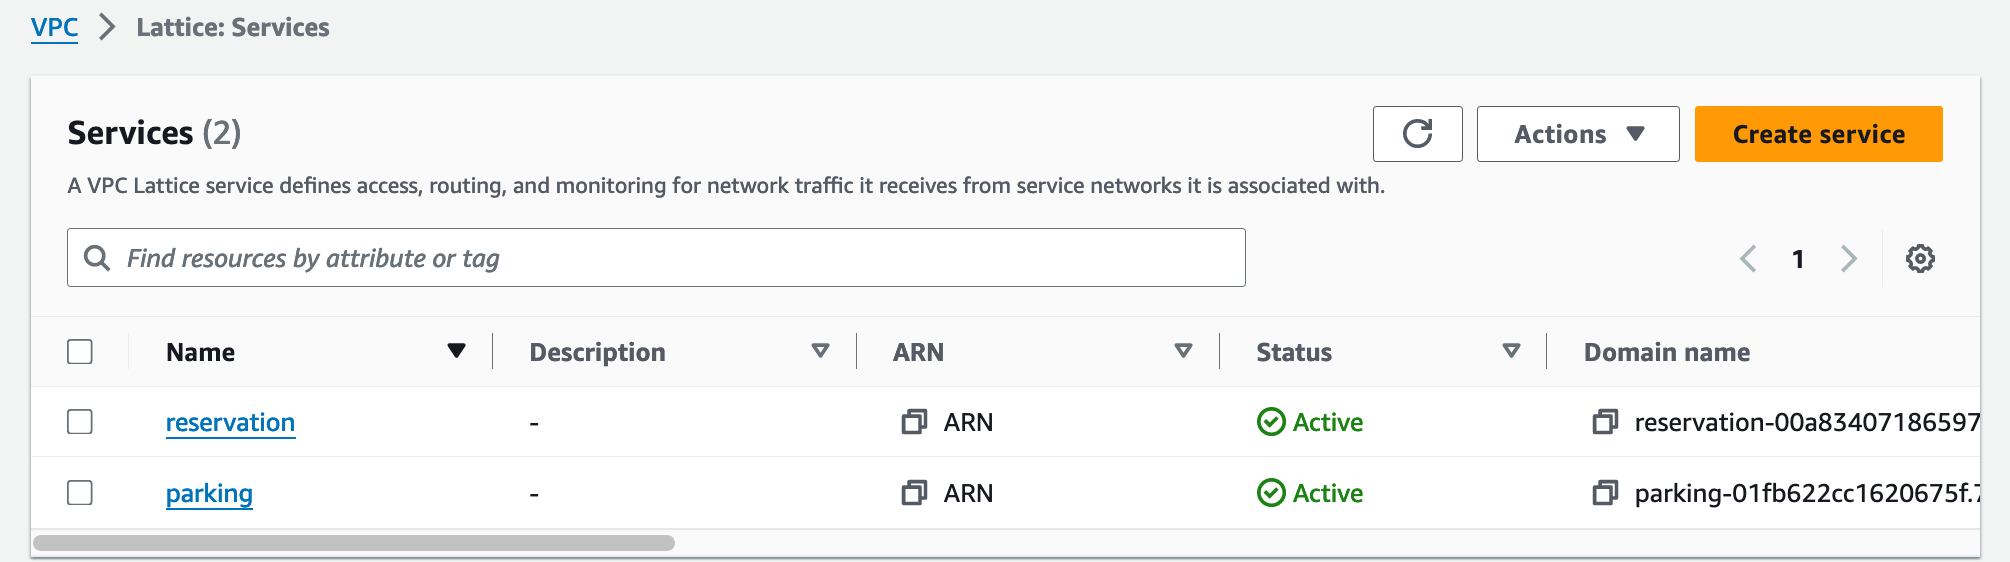 VPC > Lattice: Services
Services (2)
Actions
Create service
A VPC Lattice service defines access, routing, and monitoring for network traffic it receives from service networks it is associated with.
Find resources by attribute or tag
1
Name Description ARN Status Domain name
reservation - ARN Active reservation-00a83407186597
parking - ARN Active parking-01fb622cc1620675f.7